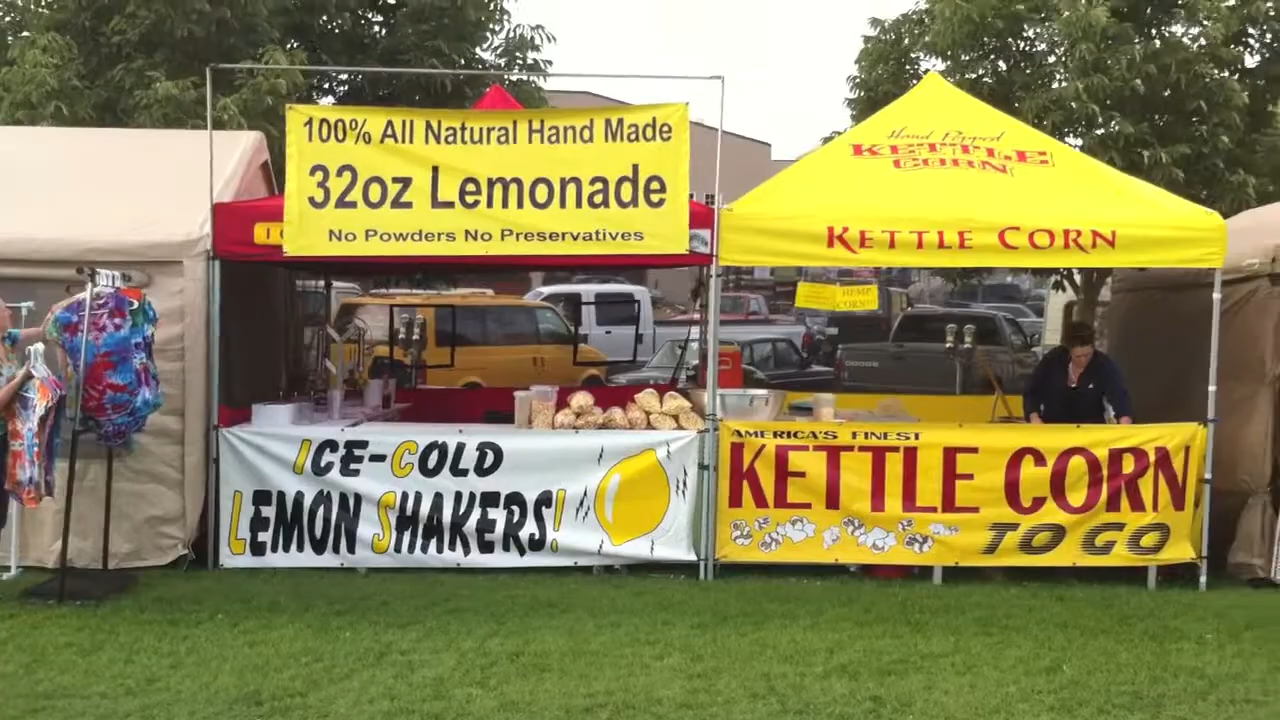 100% All Natural Hand Made
32oz Lemonade
No Powders No Preservatives
Hand Popped
KETTLE
CORN
KETTLE CORN
HEMP
CORN!!!
ICE-COLD
LEMON SHAKERS!
AMERICA'S FINEST
KETTLE CORN
TO GO
DODGE